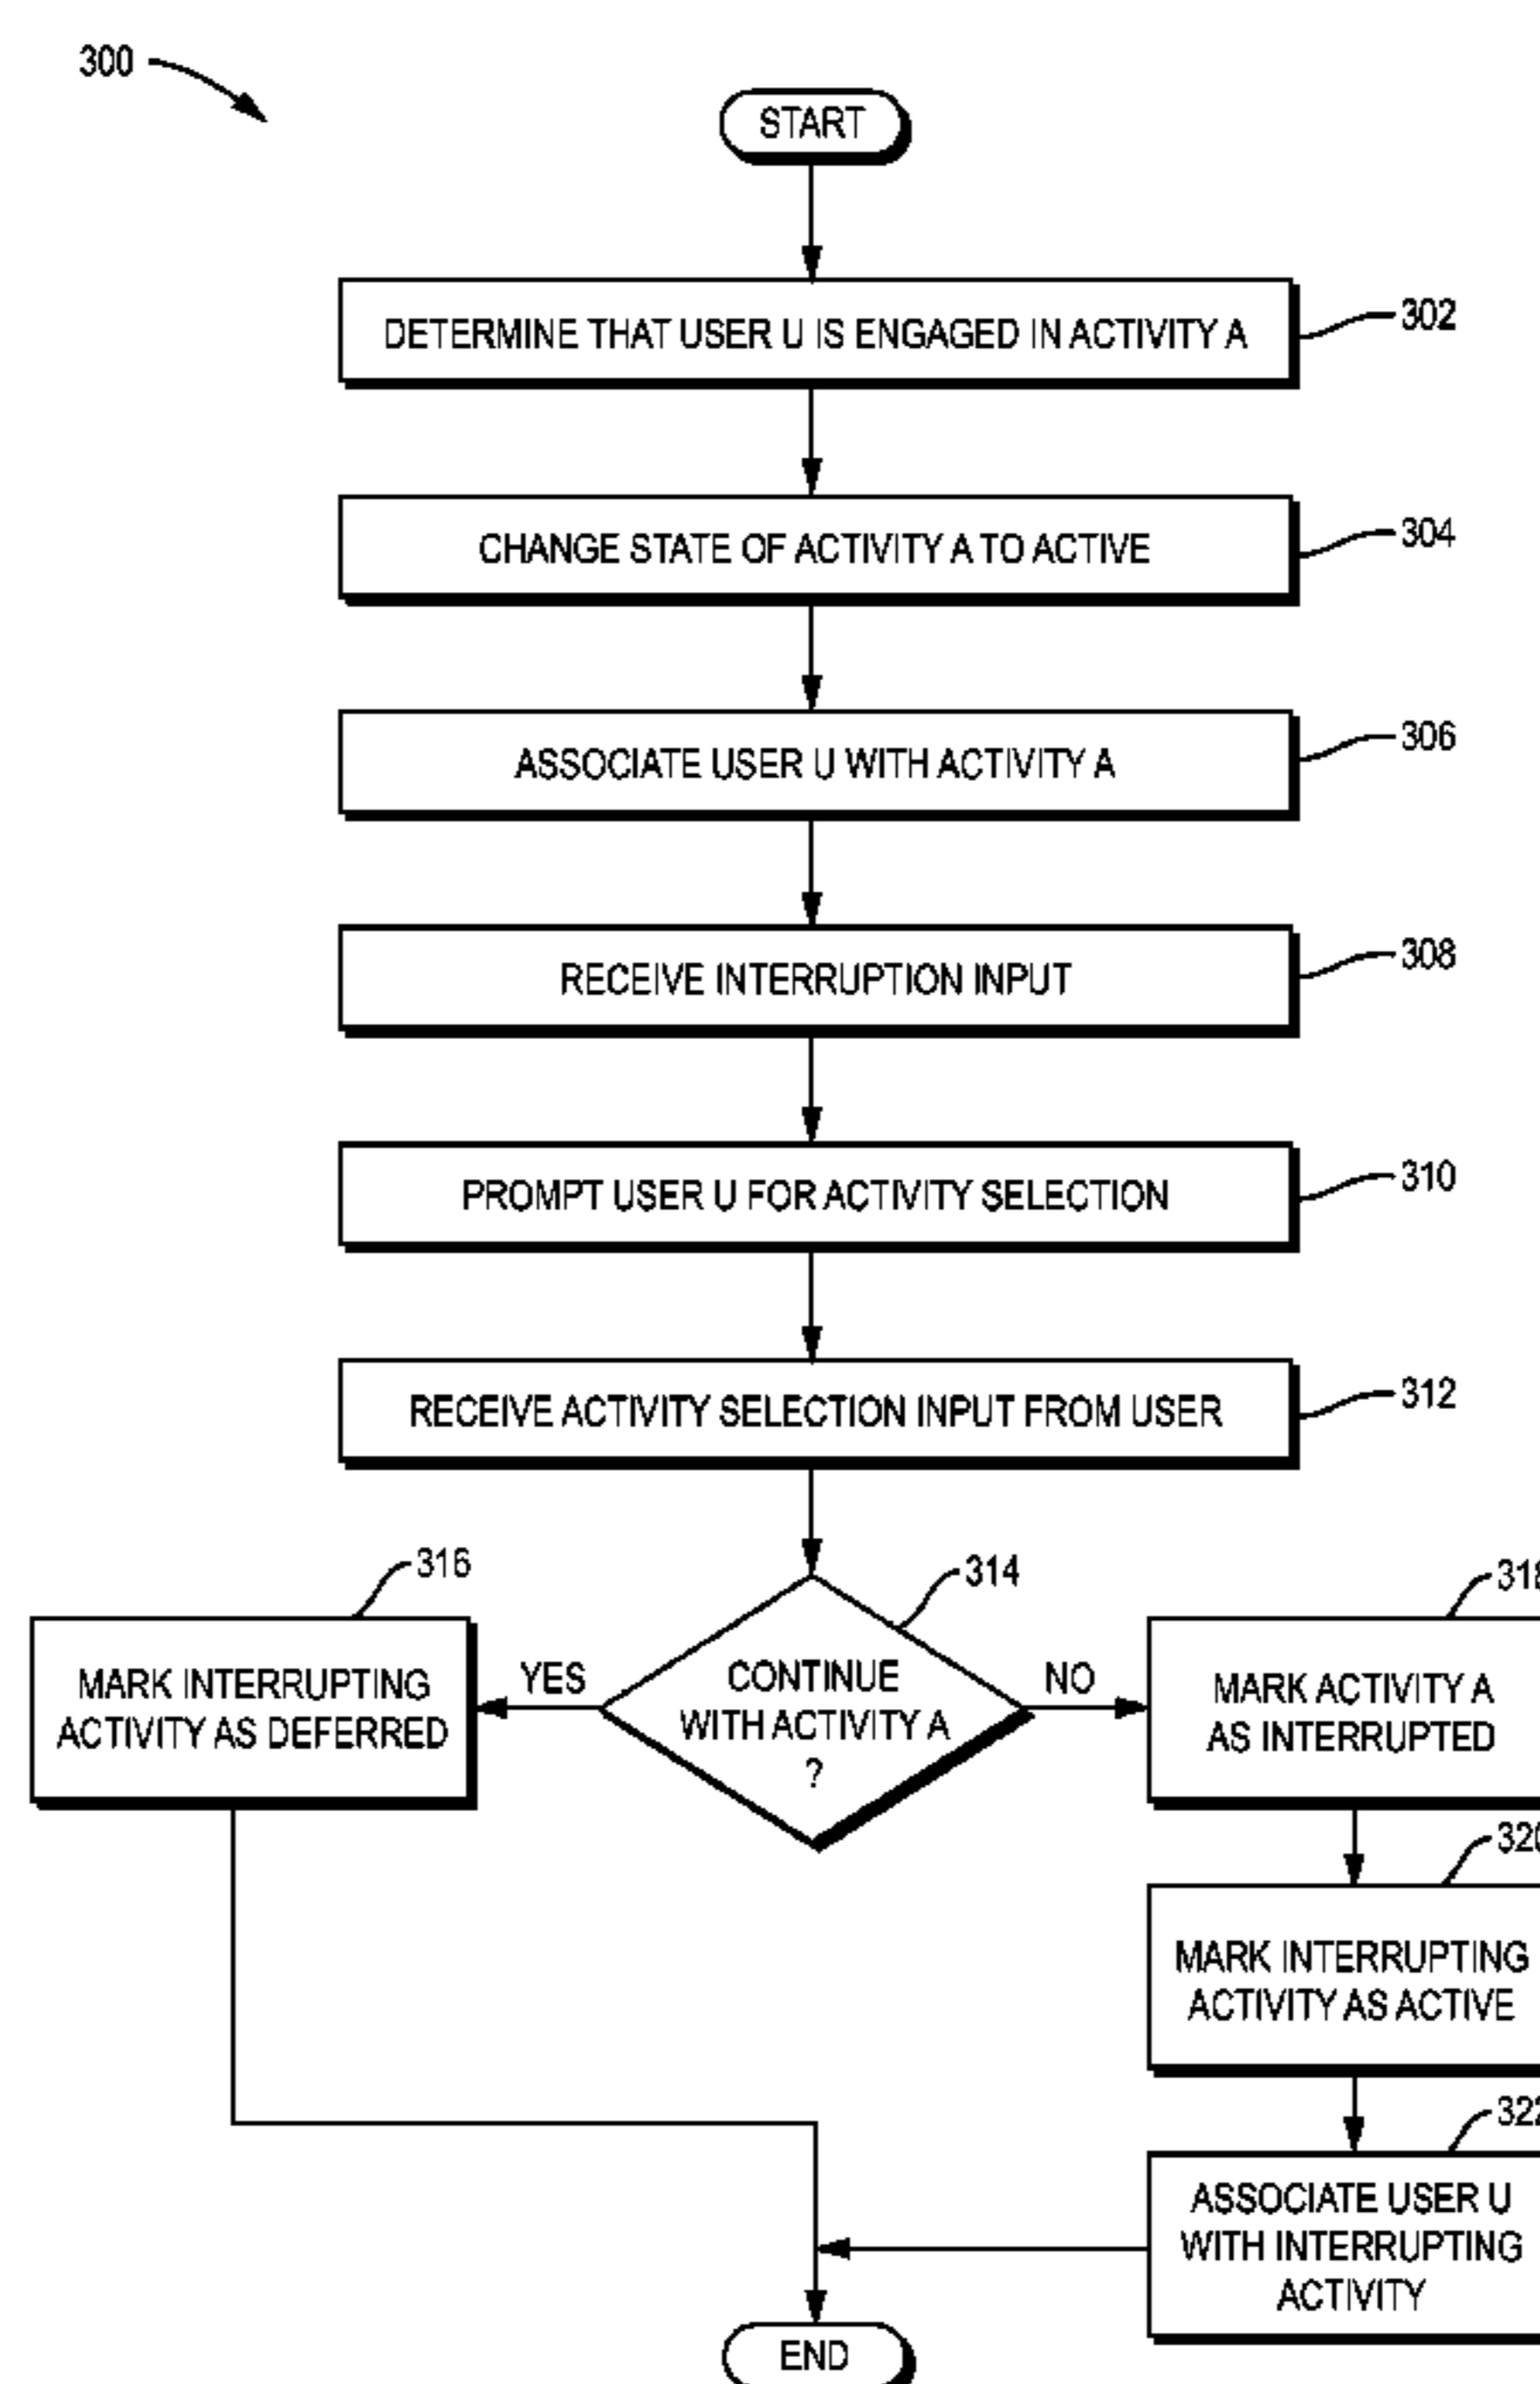 300
START
DETERMINE THAT USER U IS ENGAGED IN ACTIVITY A
302
CHANGE STATE OF ACTIVITY A TO ACTIVE
304
ASSOCIATE USER U WITH ACTIVITY A
306
RECEIVE INTERRUPTION INPUT
308
PROMPT USER U FOR ACTIVITY SELECTION
310
RECEIVE ACTIVITY SELECTION INPUT FROM USER
312
316
314
MARK INTERRUPTING
ACTIVITY AS DEFERRED
YES
CONTINUE
WITH ACTIVITY A
?
NO
MARK ACTIVITY A
AS INTERRUPTED
MARK INTERRUPTING
ACTIVITY AS ACTIVE
ASSOCIATE USER U
WITH INTERRUPTING
ACTIVITY
END